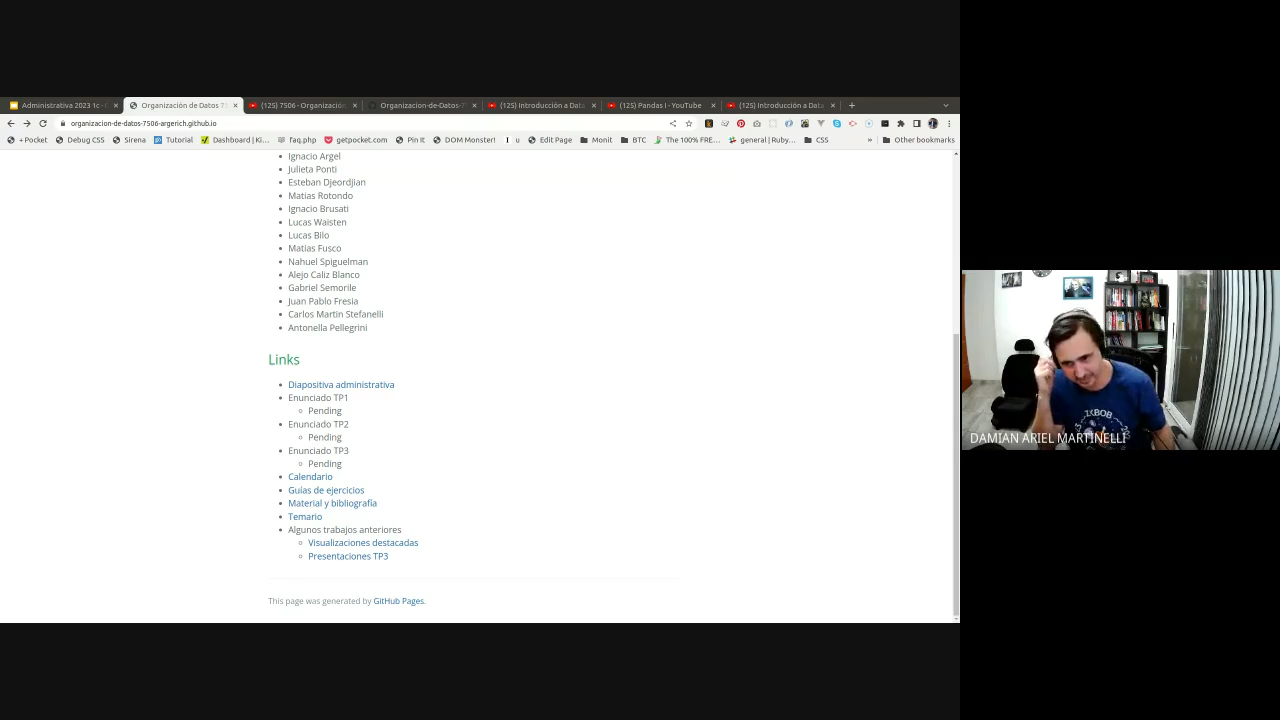 Administrativa 2023 1c -
Organización de Datos 75
(125) 7506 - Organización
Organizacion-de-Datos-7
(125) Introducción a Data
(125) Pandas I - YouTube
(125) Introducción a Data
organizacion-de-datos-7506-argerich.github.io
+ Pocket
Debug CSS
Sirena
Tutorial
Dashboard | Ki...
faq.php
getpocket.com
Pin It
DOM Monster!
Edit Page
Monit
BTC
The 100% FRE...
general | Ruby...
CSS
»
Other bookmarks
Ignacio Argel
Julieta Ponti
Esteban Djeordjian
Matias Rotondo
Ignacio Brusati
Lucas Waisten
Lucas Bilo
Matias Fusco
Nahuel Spiguelman
Alejo Caliz Blanco
Gabriel Semorile
Juan Pablo Fresia
Carlos Martin Stefanelli
Antonella Pellegrini
Links
Diapositiva administrativa
Enunciado TP1
Pending
Enunciado TP2
Pending
Enunciado TP3
Pending
Calendario
Guías de ejercicios
Material y bibliografía
Temario
Algunos trabajos anteriores
Visualizaciones destacadas
Presentaciones TP3
This page was generated by GitHub Pages.
DAMIAN ARIEL MARTINELLI